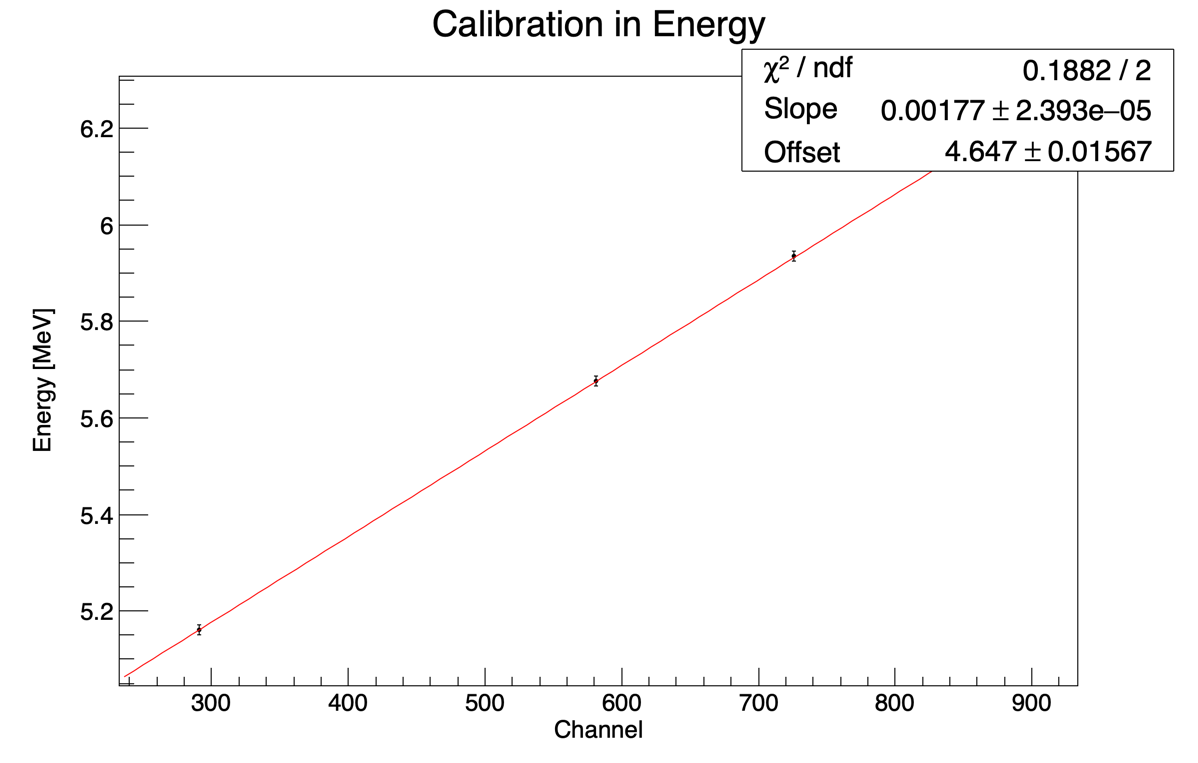 Calibration in Energy
χ² / ndf 0.1882 / 2
Slope 0.00177 ± 2.393e−05
Offset 4.647 ± 0.01567
6.2
6
5.8
5.6
5.4
5.2
Energy [MeV]
300 400 500 600 700 800 900
Channel